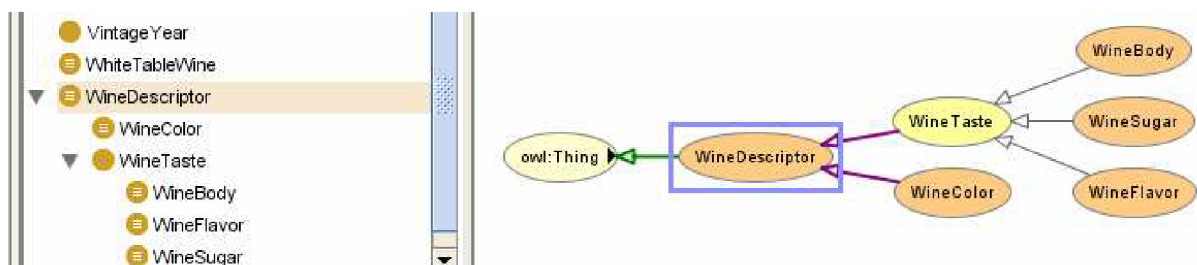 VintageYear
WhiteTableWine
WineDescriptor
WineColor
WineTaste
WineBody
WineFlavor
WineSugar
WineBody
WineTaste
WineSugar
owl:Thing
WineDescriptor
WineColor
WineFlavor